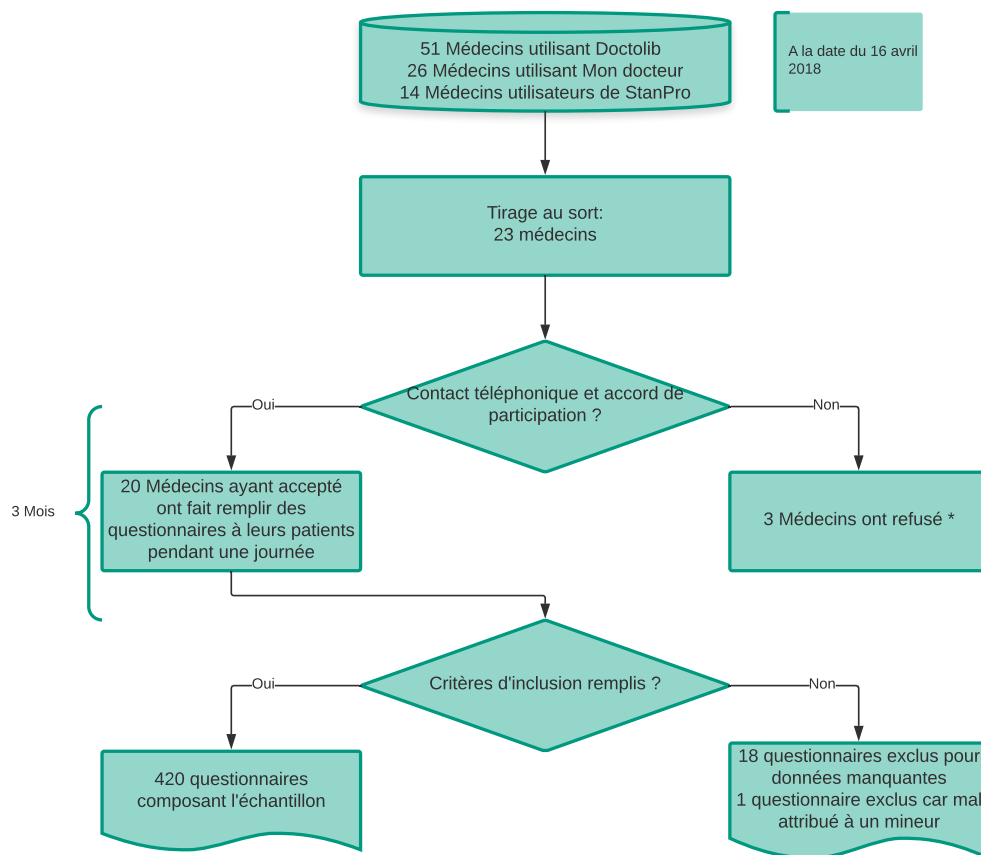 51 Médecins utilisant Doctolib
26 Médecins utilisant Mon docteur
14 Médecins utilisateurs de StanPro
A la date du 16 avril
2018
Tirage au sort:
23 médecins
Contact téléphonique et accord de
participation ?
Oui
Non
3 Mois
20 Médecins ayant accepté
ont fait remplir des
questionnaires à leurs patients
pendant une journée
3 Médecins ont refusé *
Critères d'inclusion remplis ?
Oui
Non
420 questionnaires
composant l'échantillon
18 questionnaires exclus pour
données manquantes
1 questionnaire exclus car mal
attribué à un mineur